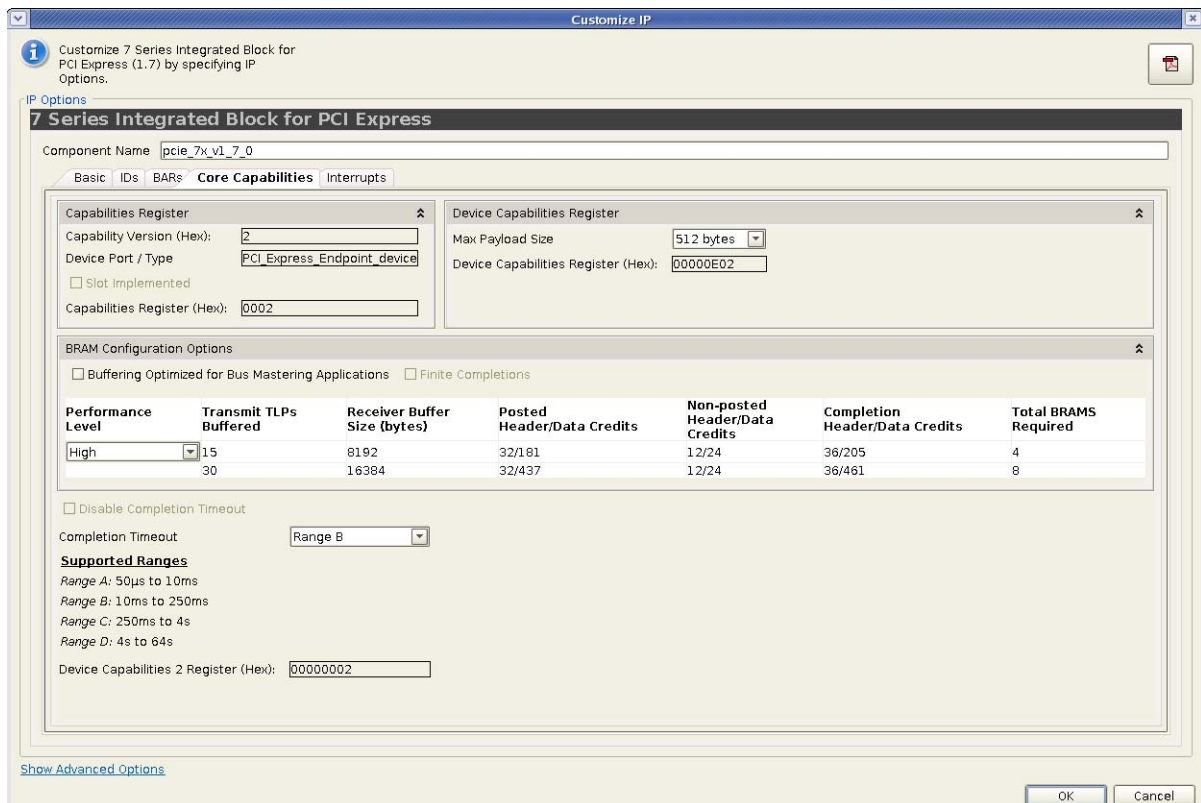 Customize IP
Customize 7 Series Integrated Block for
PCI Express (1.7) by specifying IP
Options.
IP Options
7 Series Integrated Block for PCI Express
Component Name pcie_7x_v1_7_0
Basic IDs BARs Core Capabilities Interrupts
Capabilities Register
Capability Version (Hex): 2
Device Port / Type PCI_Express_Endpoint_device
Slot Implemented
Capabilities Register (Hex): 0002
Device Capabilities Register
Max Payload Size 512 bytes
Device Capabilities Register (Hex): 00000E02
BRAM Configuration Options
Buffering Optimized for Bus Mastering Applications Finite Completions
Performance Level Transmit TLPs Buffered Receiver Buffer Size (bytes) Posted Header/Data Credits Non-posted Header/Data Credits Completion Header/Data Credits Total BRAMS Required
High 15 8192 32/181 12/24 36/205 4
30 16384 32/437 12/24 36/461 8
Disable Completion Timeout
Completion Timeout Range B
Supported Ranges
Range A: 50µs to 10ms
Range B: 10ms to 250ms
Range C: 250ms to 4s
Range D: 4s to 64s
Device Capabilities 2 Register (Hex): 00000002
Show Advanced Options
OK Cancel